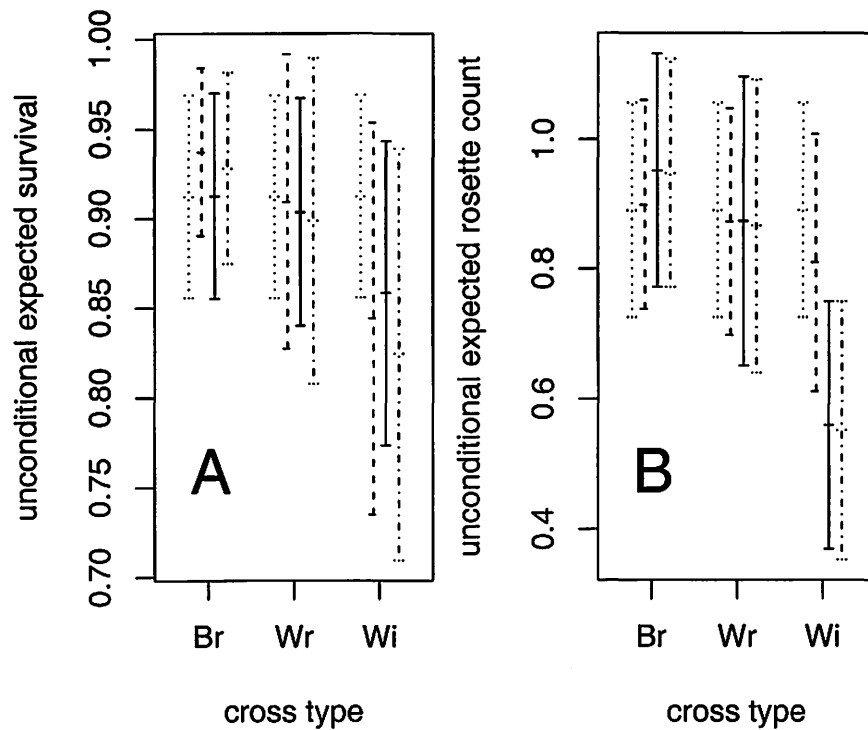 unconditional expected survival
1.00
0.95
0.90
0.85
0.80
0.75
0.70
A
Br Wr Wi
cross type
unconditional expected rosette count
1.0
0.8
0.6
0.4
B
Br Wr Wi
cross type